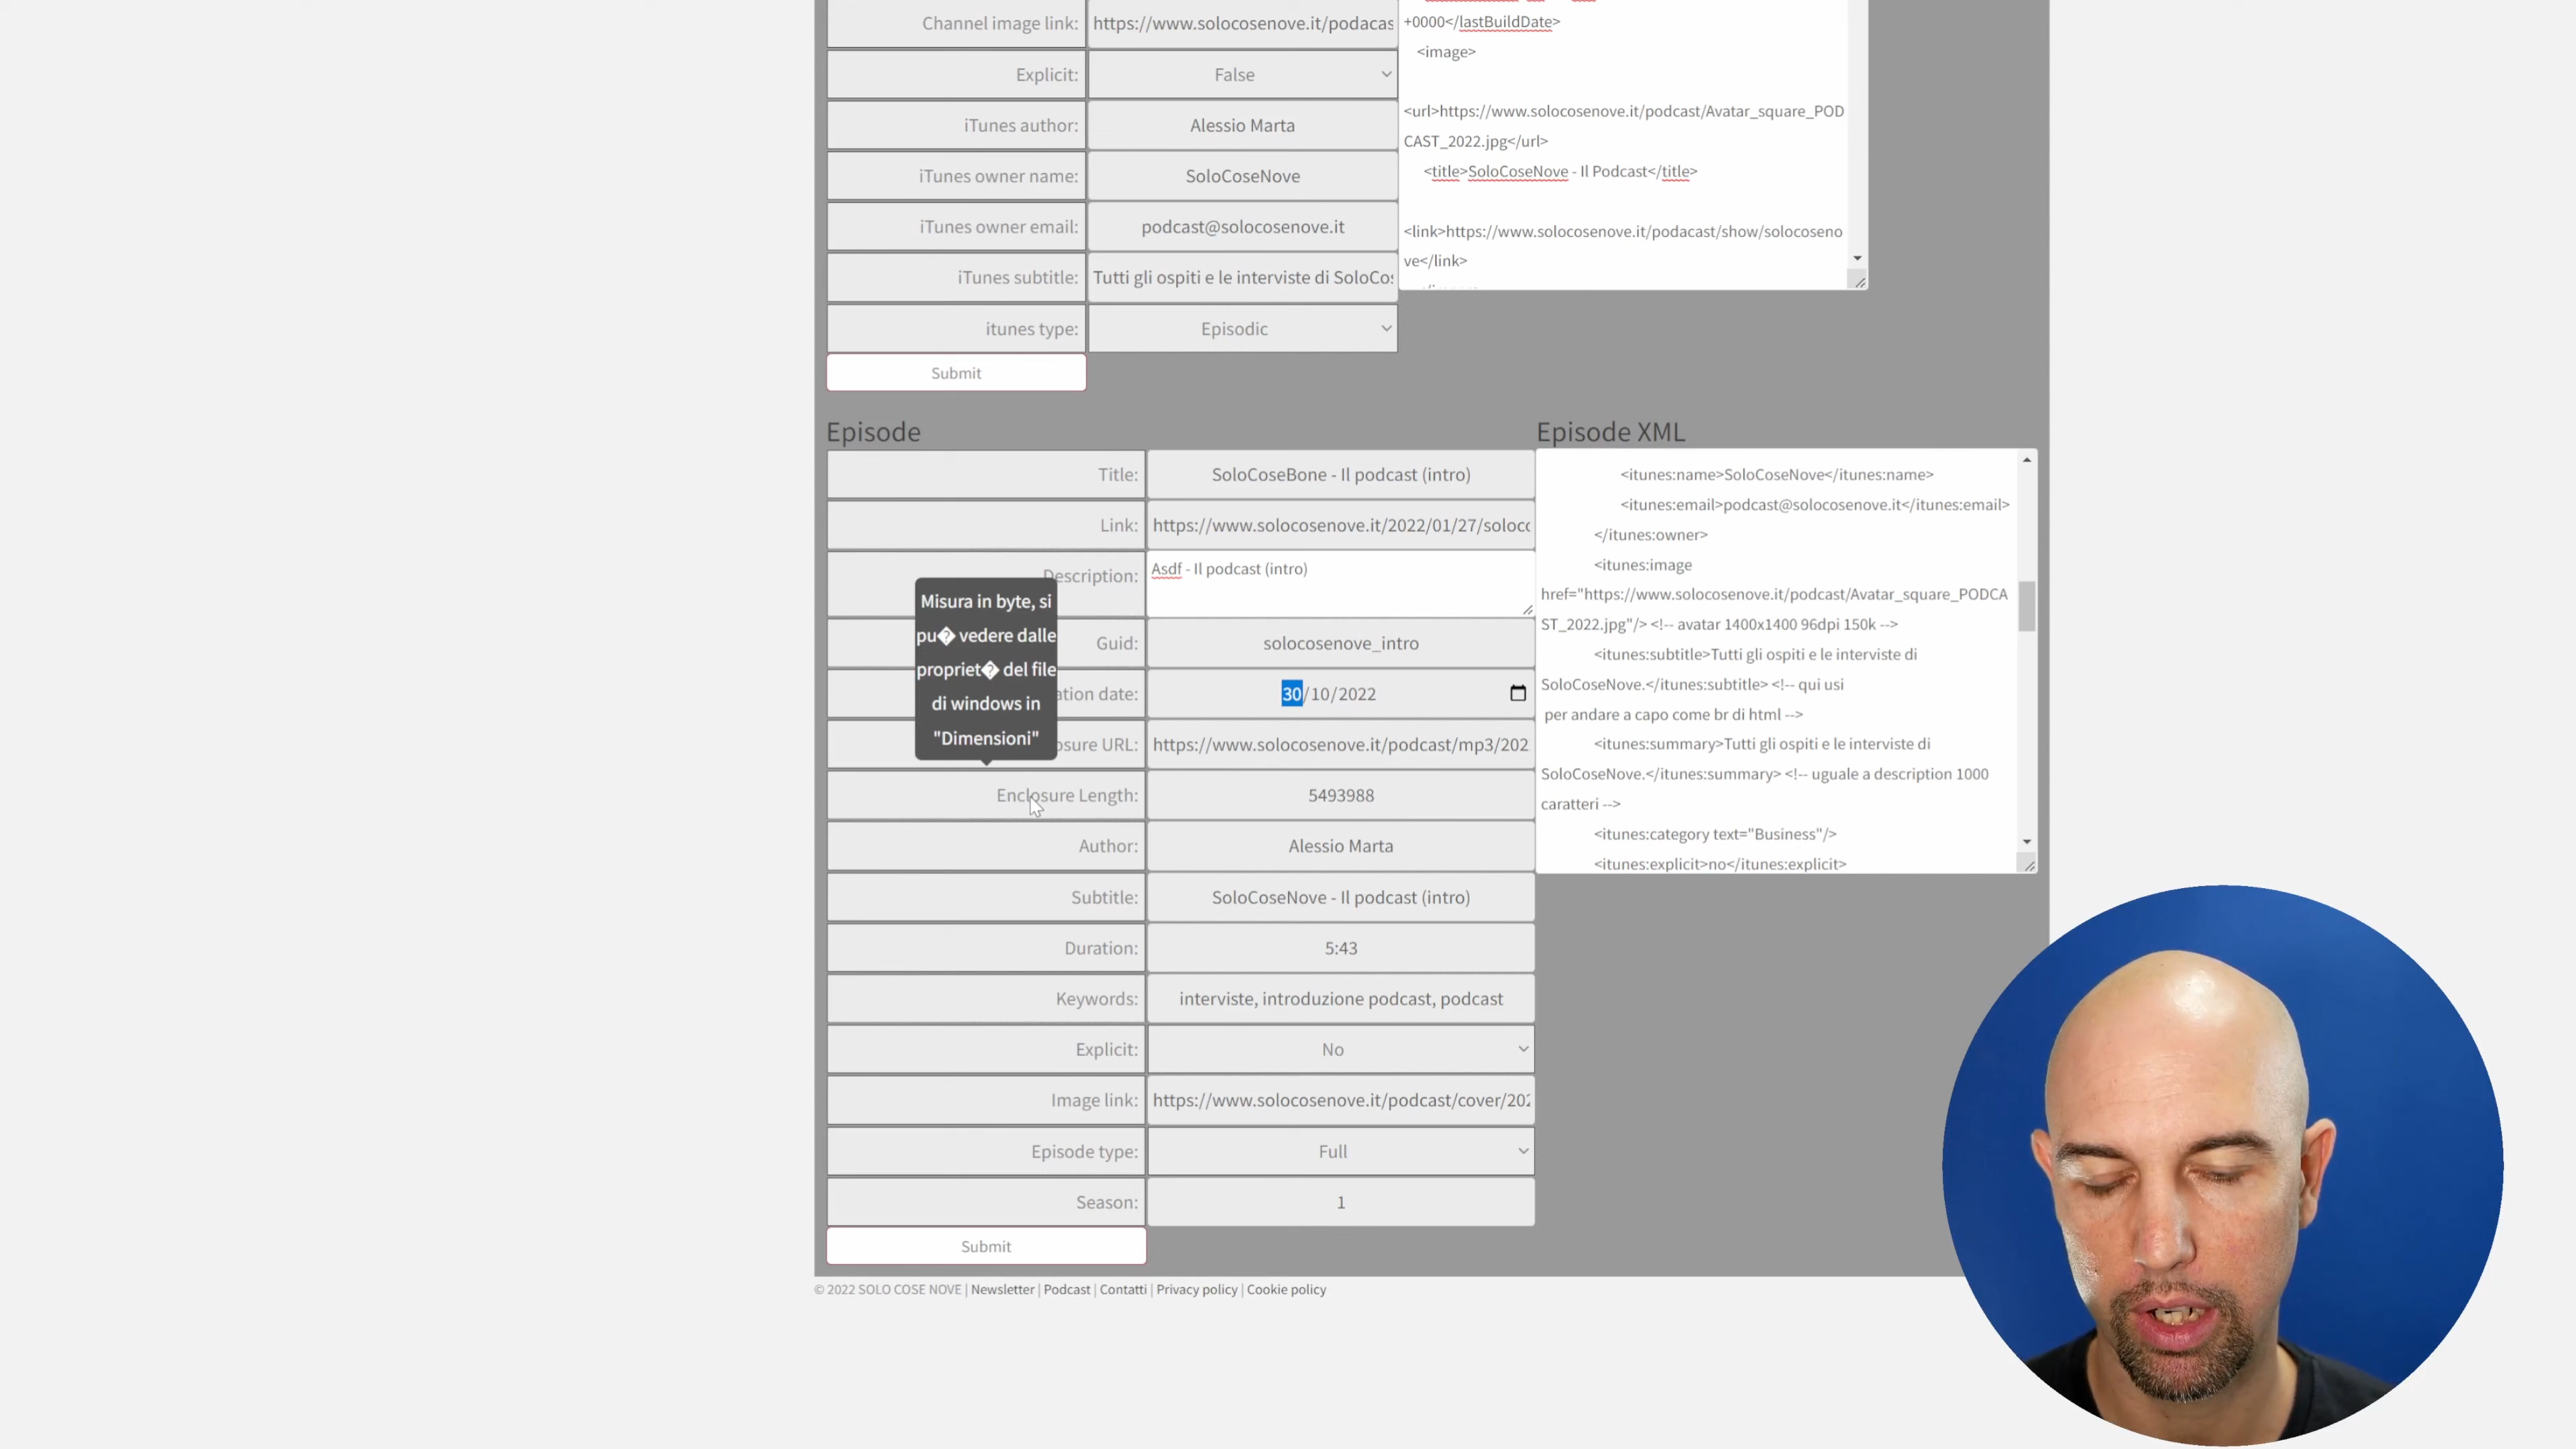 Channel image link: https://www.solocosenove.it/podacas
Explicit: False
iTunes author: Alessio Marta
iTunes owner name: SoloCoseNove
iTunes owner email: podcast@solocosenove.it
iTunes subtitle: Tutti gli ospiti e le interviste di SoloCo
itunes type: Episodic
Submit
+0000</lastBuildDate>
<image>
<url>https://www.solocosenove.it/podcast/Avatar_square_POD
CAST_2022.jpg</url>
<title>SoloCoseNove - Il Podcast</title>
<link>https://www.solocosenove.it/podacast/show/solocoseno
ve</link>
Episode
Title: SoloCoseBone - Il podcast (intro)
Link: https://www.solocosenove.it/2022/01/27/soloc
Description: Asdf - Il podcast (intro)
Guid: solocosenove_intro
ation date: 30/10/2022
osure URL: https://www.solocosenove.it/podcast/mp3/202
Enclosure Length: 5493988
Author: Alessio Marta
Subtitle: SoloCoseNove - Il podcast (intro)
Duration: 5:43
Keywords: interviste, introduzione podcast, podcast
Explicit: No
Image link: https://www.solocosenove.it/podcast/cover/202
Episode type: Full
Season: 1
Submit
Misura in byte, si
pu� vedere dalle
propriet� del file
di windows in
"Dimensioni"
Episode XML
<itunes:name>SoloCoseNove</itunes:name>
<itunes:email>podcast@solocosenove.it</itunes:email>
</itunes:owner>
<itunes:image
href="https://www.solocosenove.it/podcast/Avatar_square_PODCA
ST_2022.jpg"/> <!-- avatar 1400x1400 96dpi 150k -->
<itunes:subtitle>Tutti gli ospiti e le interviste di
SoloCoseNove.</itunes:subtitle> <!-- qui usi
per andare a capo come br di html -->
<itunes:summary>Tutti gli ospiti e le interviste di
SoloCoseNove.</itunes:summary> <!-- uguale a description 1000
caratteri -->
<itunes:category text="Business"/>
<itunes:explicit>no</itunes:explicit>
© 2022 SOLO COSE NOVE | Newsletter | Podcast | Contatti | Privacy policy | Cookie policy